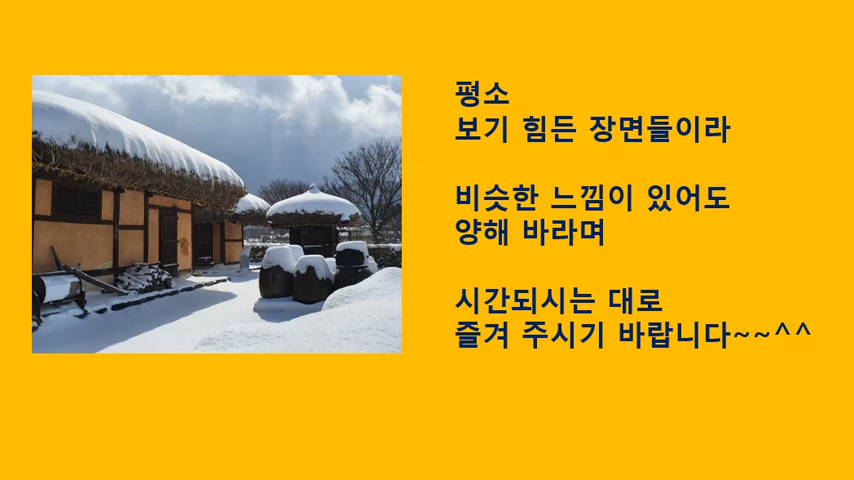 평소
보기 힘든 장면들이라
비슷한 느낌이 있어도
양해 바라며
시간되시는 대로
즐겨 주시기 바랍니다~~^^